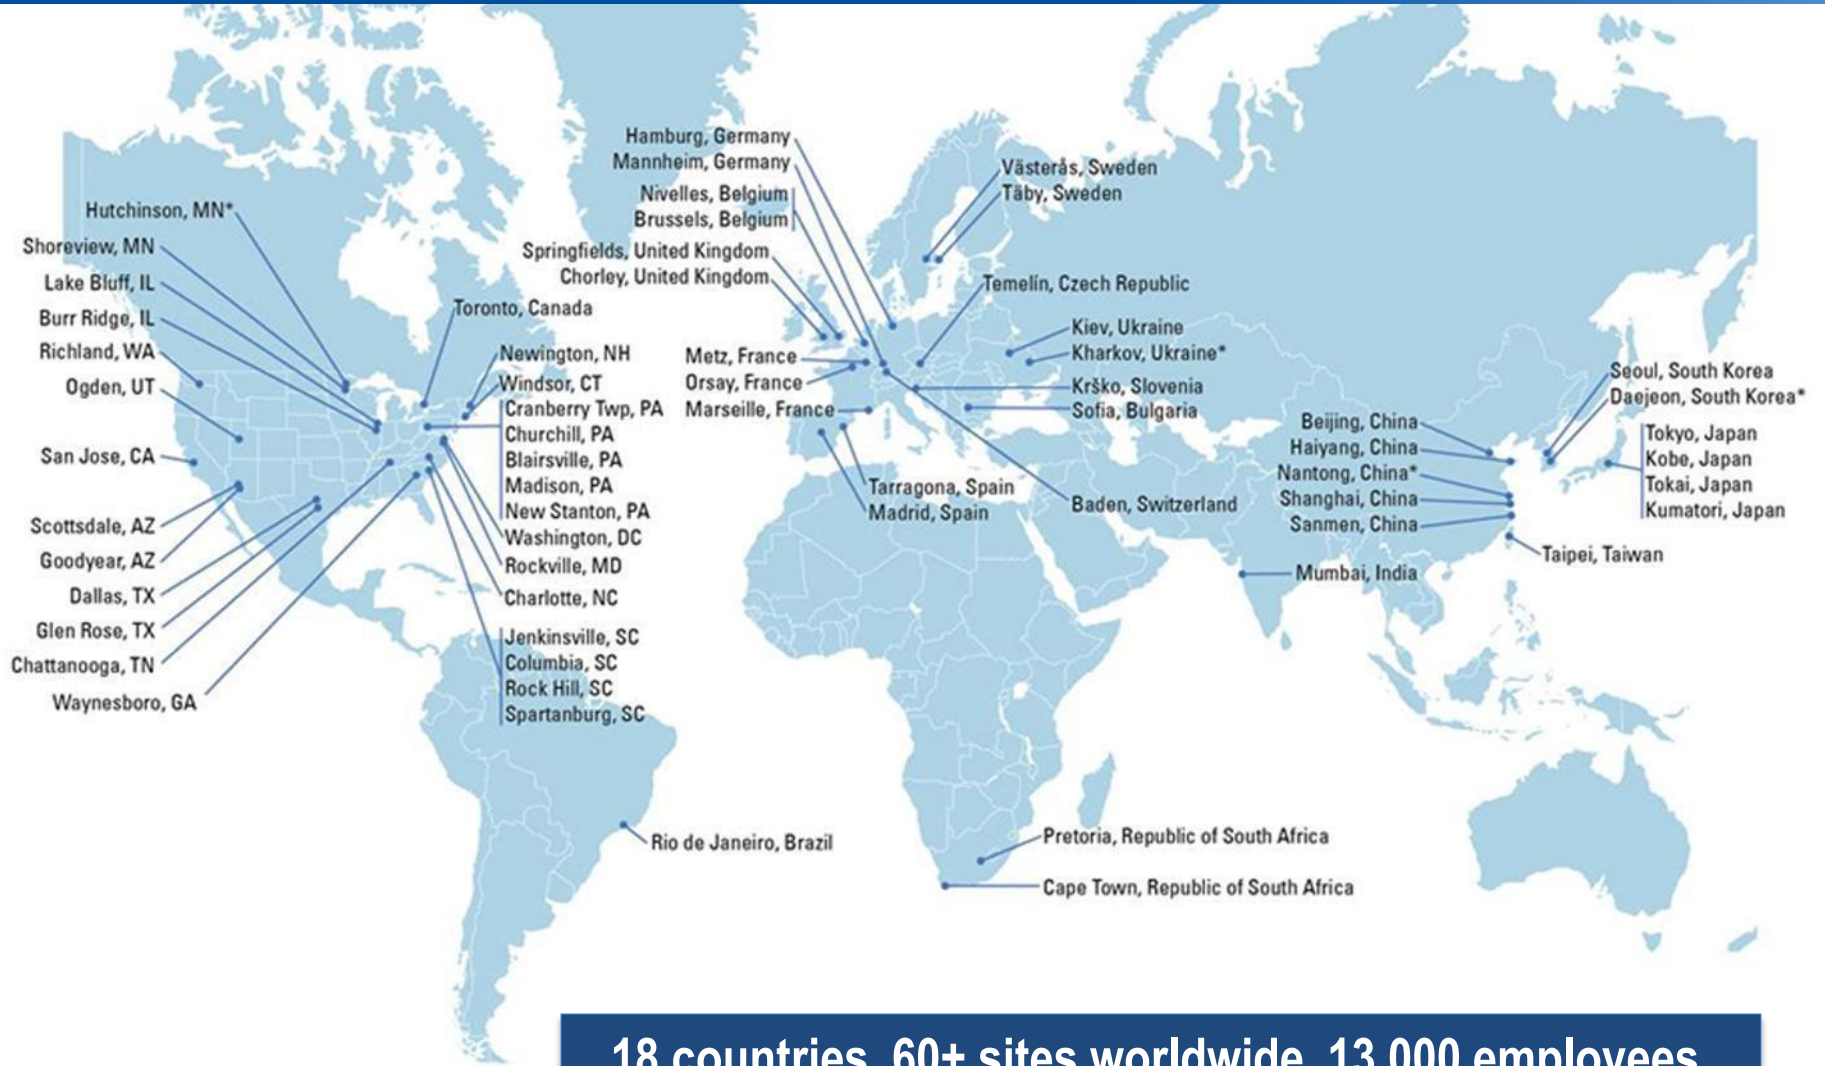 Hamburg, Germany
Mannheim, Germany
Nivelles, Belgium
Brussels, Belgium
Springfields, United Kingdom
Chorley, United Kingdom
Västerås, Sweden
Täby, Sweden
Hutchinson, MN*
Shoreview, MN
Lake Bluff, IL
Burr Ridge, IL
Richland, WA
Ogden, UT
San Jose, CA
Scottsdale, AZ
Goodyear, AZ
Dallas, TX
Glen Rose, TX
Chattanooga, TN
Waynesboro, GA
Toronto, Canada
Newington, NH
Windsor, CT
Cranberry Twp, PA
Churchill, PA
Blairsville, PA
Madison, PA
New Stanton, PA
Washington, DC
Rockville, MD
Charlotte, NC
Jenkinsville, SC
Columbia, SC
Rock Hill, SC
Spartanburg, SC
Metz, France
Orsay, France
Marseille, France
Temelín, Czech Republic
Kiev, Ukraine
Kharkov, Ukraine*
Krško, Slovenia
Sofia, Bulgaria
Tarragona, Spain
Madrid, Spain
Baden, Switzerland
Seoul, South Korea
Daejeon, South Korea*
Beijing, China
Haiyang, China
Nantong, China*
Shanghai, China
Sanmen, China
Tokyo, Japan
Kobe, Japan
Tokai, Japan
Kumatori, Japan
Taipei, Taiwan
Mumbai, India
Rio de Janeiro, Brazil
Pretoria, Republic of South Africa
Cape Town, Republic of South Africa
18 countries, 60+ sites worldwide, 13,000 employees